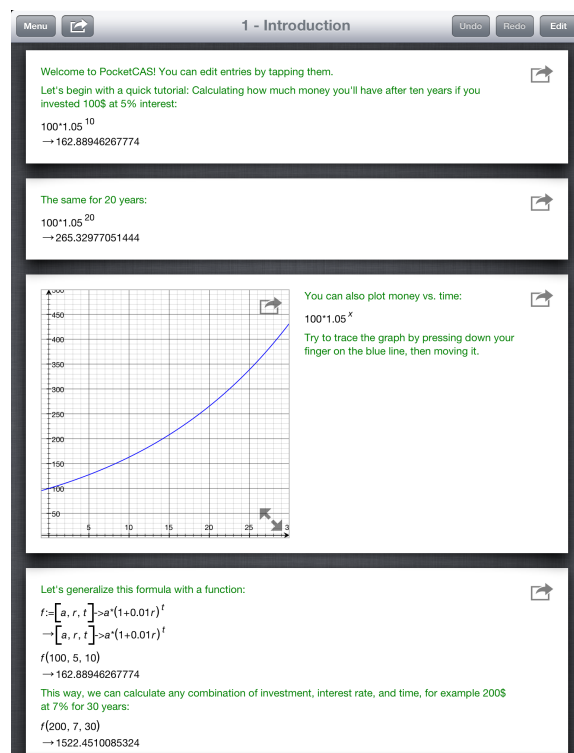 Menu
1 - Introduction
Undo
Redo
Edit
Welcome to PocketCAS! You can edit entries by tapping them.
Let's begin with a quick tutorial: Calculating how much money you'll have after ten years if you
invested 100$ at 5% interest:
100*1.05^10
→162.88946267774
The same for 20 years:
100*1.05^20
→265.32977051444
500
450
400
350
300
250
200
150
100
50
5 10 15 20 25 3
You can also plot money vs. time:
100*1.05^x
Try to trace the graph by pressing down your
finger on the blue line, then moving it.
Let's generalize this formula with a function:
f:=[a, r, t]->a*(1+0.01r)^t
→[a, r, t]->a*(1+0.01r)^t
f(100, 5, 10)
→162.88946267774
This way, we can calculate any combination of investment, interest rate, and time, for example 200$
at 7% for 30 years:
f(200, 7, 30)
→1522.4510085324